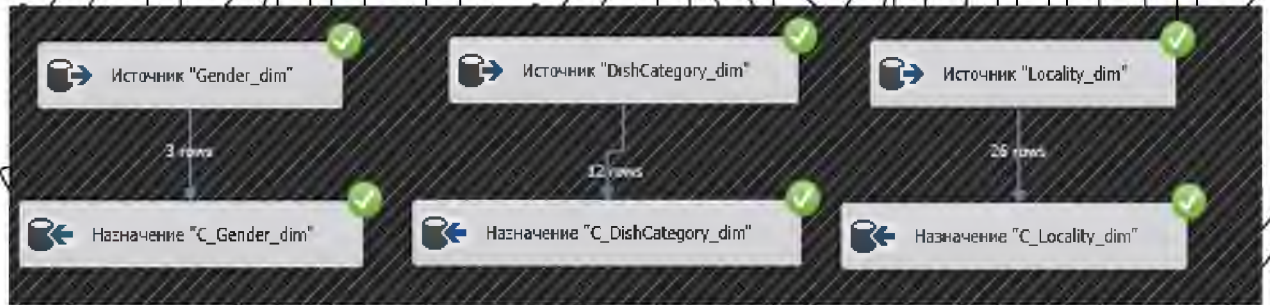 Источник "Gender_dim"
Источник "DishCategory_dim"
Источник "Locality_dim"
3 rows
12 rows
26 rows
Назначение "C_Gender_dim"
Назначение "C_DishCategory_dim"
Назначение "C_Locality_dim"